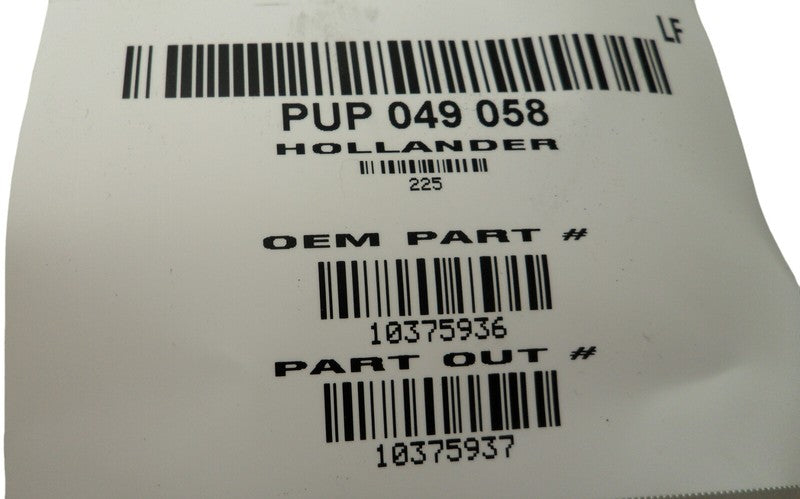 LF
PUP 049 058
HOLLANDER
225
OEM PART #
10375936
PART OUT #
10375937